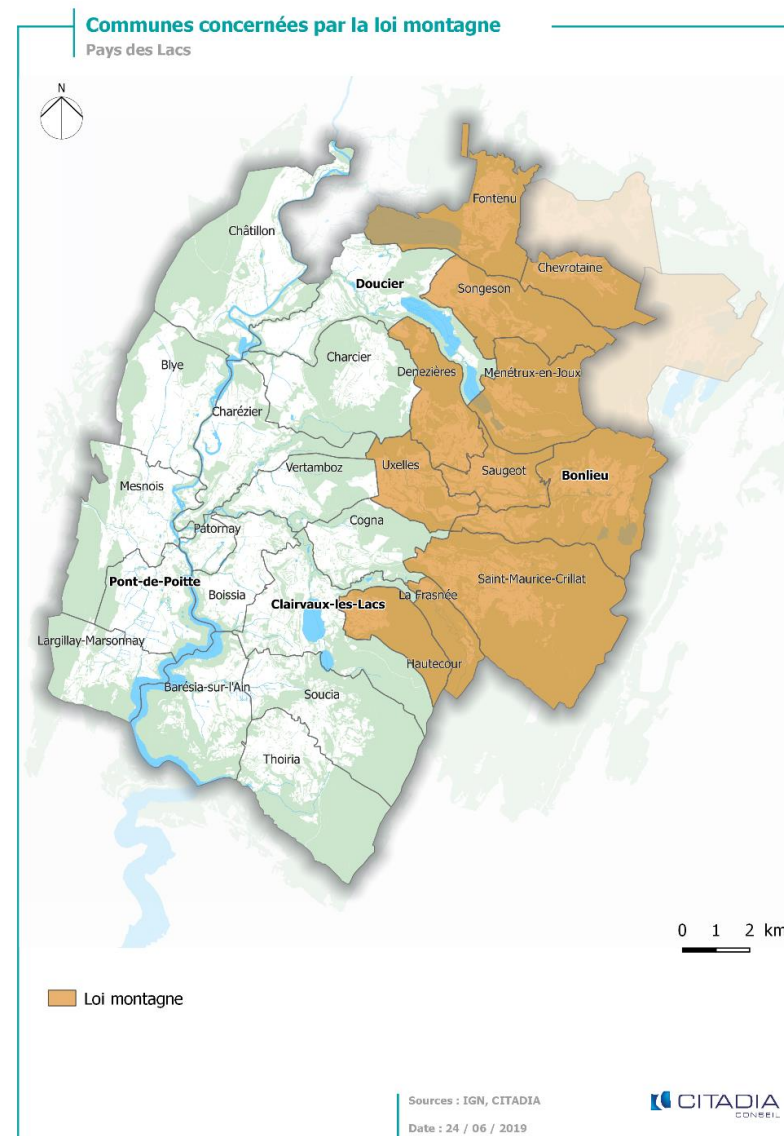 Communes concernées par la loi montagne
Pays des Lacs
N
Fontenu
Châtillon
Chevrotaine
Doucier
Songeson
Charcier
Blye
Denezières
Ménétrux-en-Joux
Charézier
Vertamboz
Uxelles
Saugeot
Bonlieu
Mesnois
Cogna
Patornay
Pont-de-Poitte
Saint-Maurice-Crillat
Boissia
La Frasnée
Clairvaux-les-Lacs
Largillay-Marsonnay
Hautecour
Barésia-sur-l'Ain
Soucia
Thoiria
0 1 2 km
Loi montagne
Sources : IGN, CITADIA
CITADIA
CONSEIL
Date : 24 / 06 / 2019